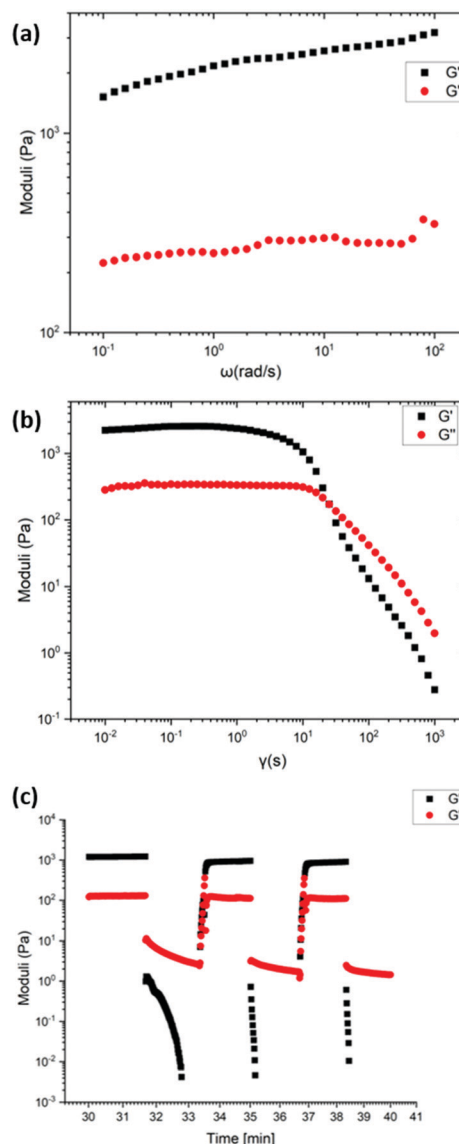 (a)
Moduli (Pa)
10³
10²
G'
G'
10⁻¹ 10⁰ 10¹ 10²
ω(rad/s)
(b)
Moduli (Pa)
10³
10²
10¹
10⁰
10⁻¹
G'
G''
10⁻² 10⁻¹ 10⁰ 10¹ 10² 10³
γ(s)
(c)
Moduli (Pa)
10⁴
10³
10²
10¹
10⁰
10⁻¹
10⁻²
10⁻³
G'
G'
30 31 32 33 34 35 36 37 38 39 40 41
Time [min]